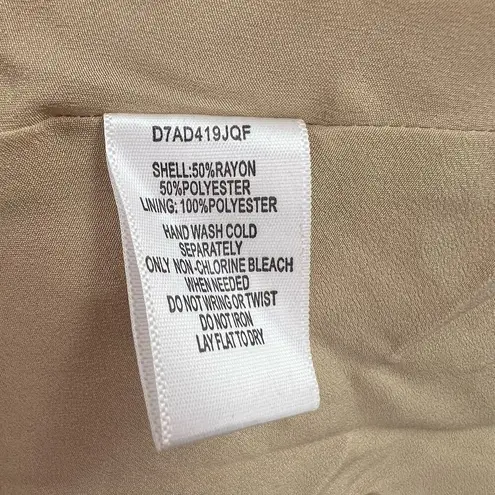 D7AD419JQF
SHELL:50%RAYON
50%POLYESTER
LINING: 100%POLYESTER
HAND WASH COLD
SEPARATELY
ONLY NON-CHLORINE BLEACH
WHEN NEEDED
DO NOT WRING OR TWIST
DO NOT IRON
LAY FLAT TO DRY